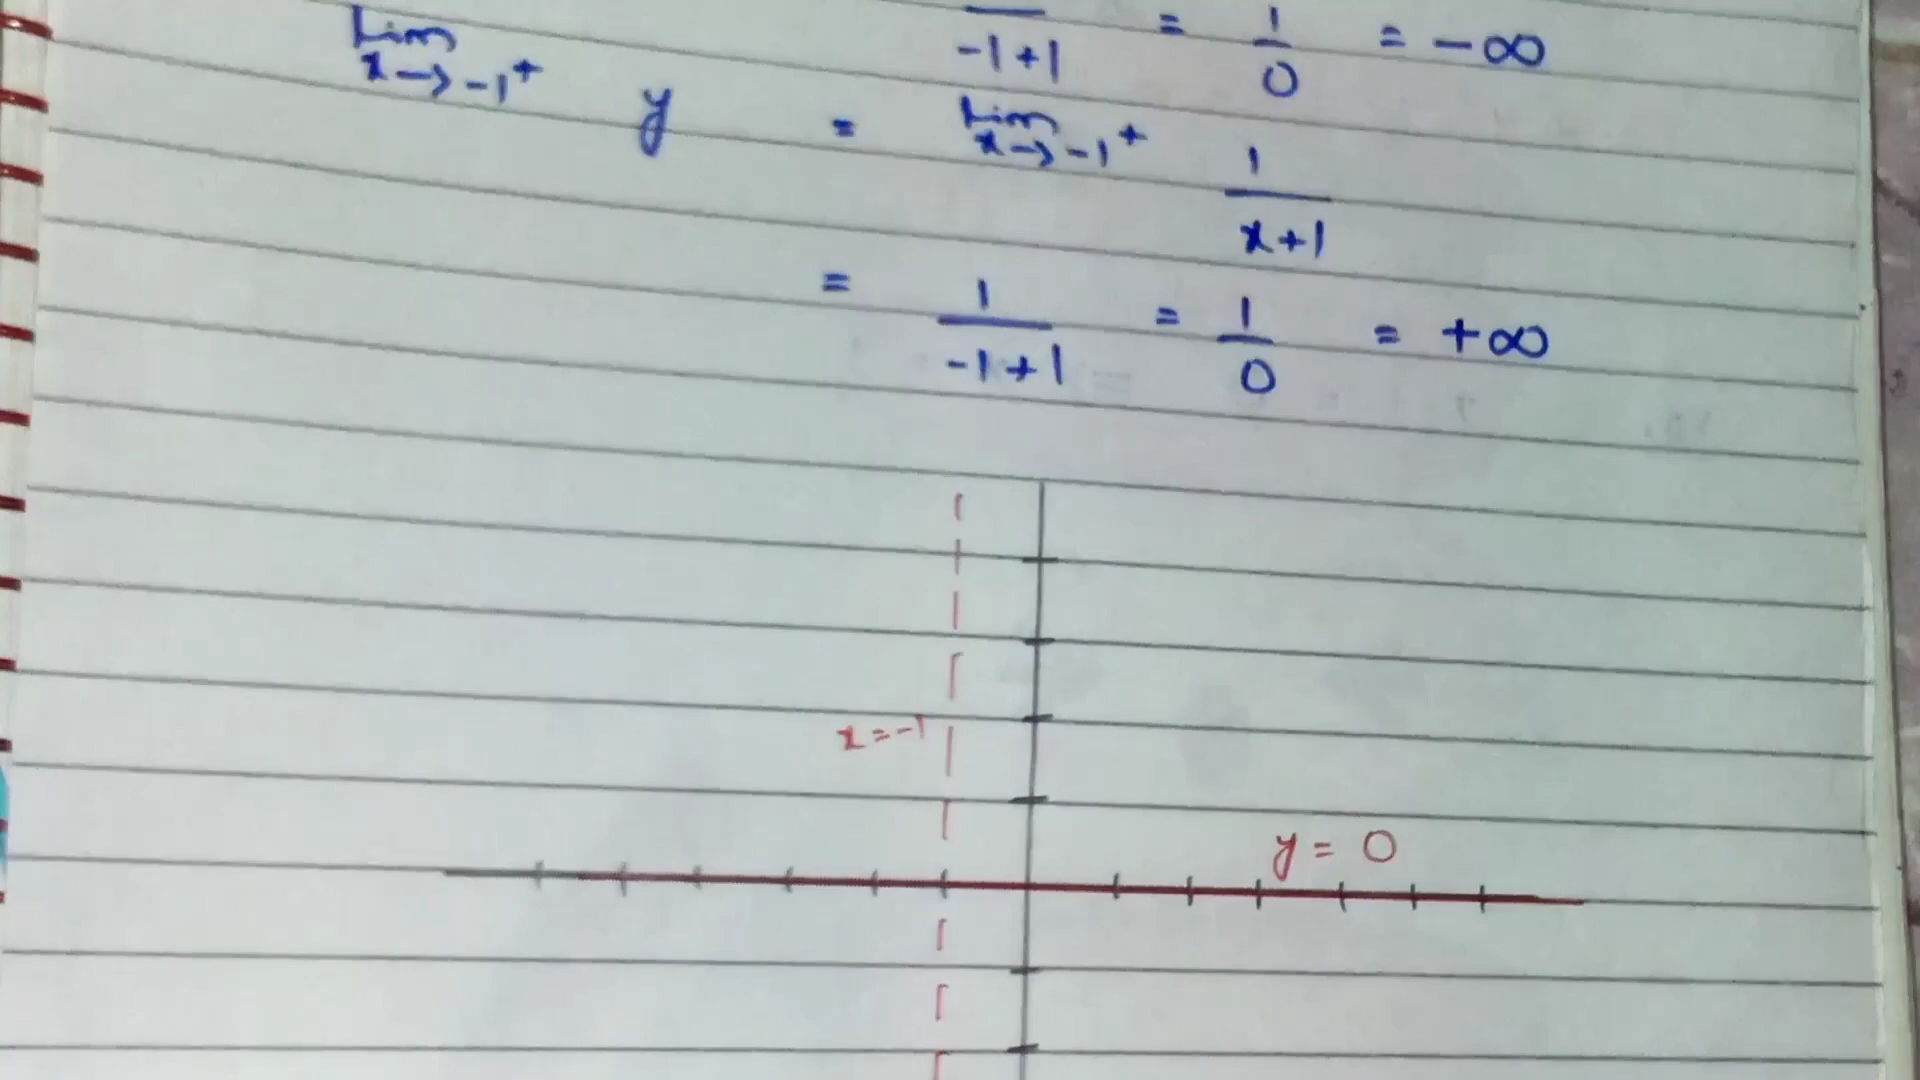 -1+1 = 1/0 = -∞
Lim x→-1⁺ y = Lim x→-1⁺ 1/x+1
= 1/-1+1 = 1/0 = +∞
x=-1
y = 0